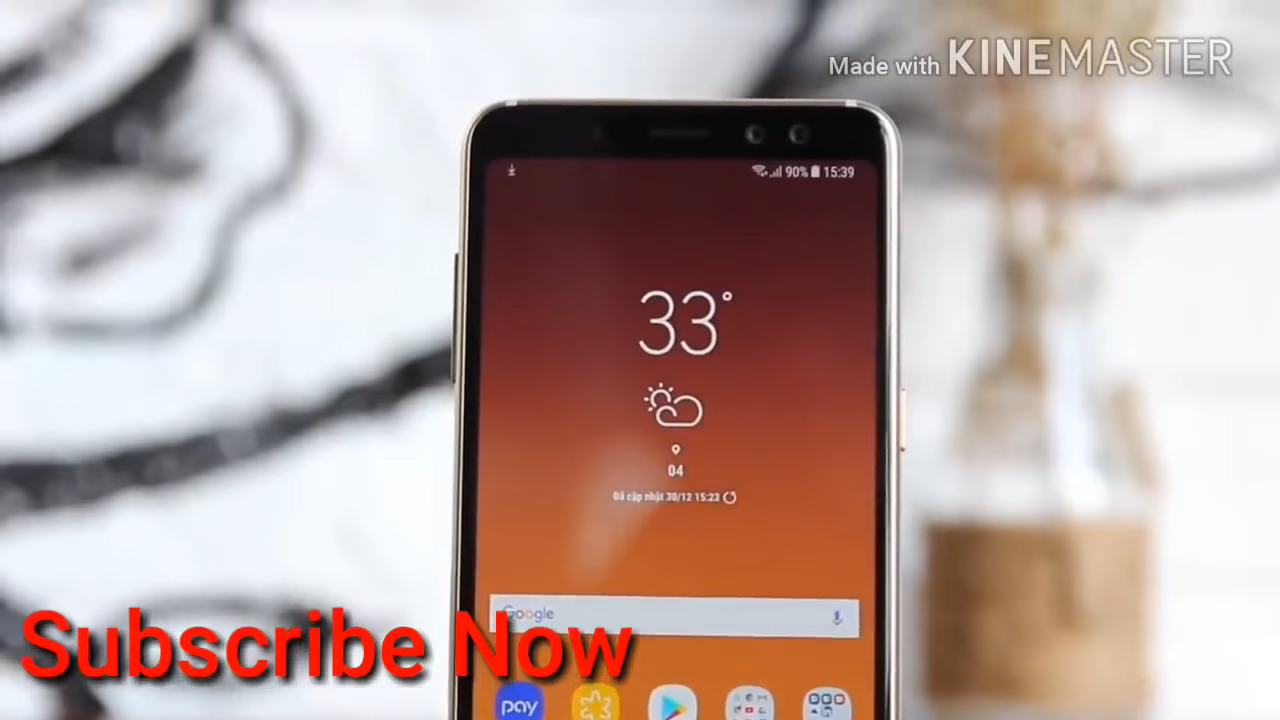 Made with KINEMASTER
90% 15:39
33°
04
Đã cập nhật 30/12 15:23
Google
Subscribe Now
pay